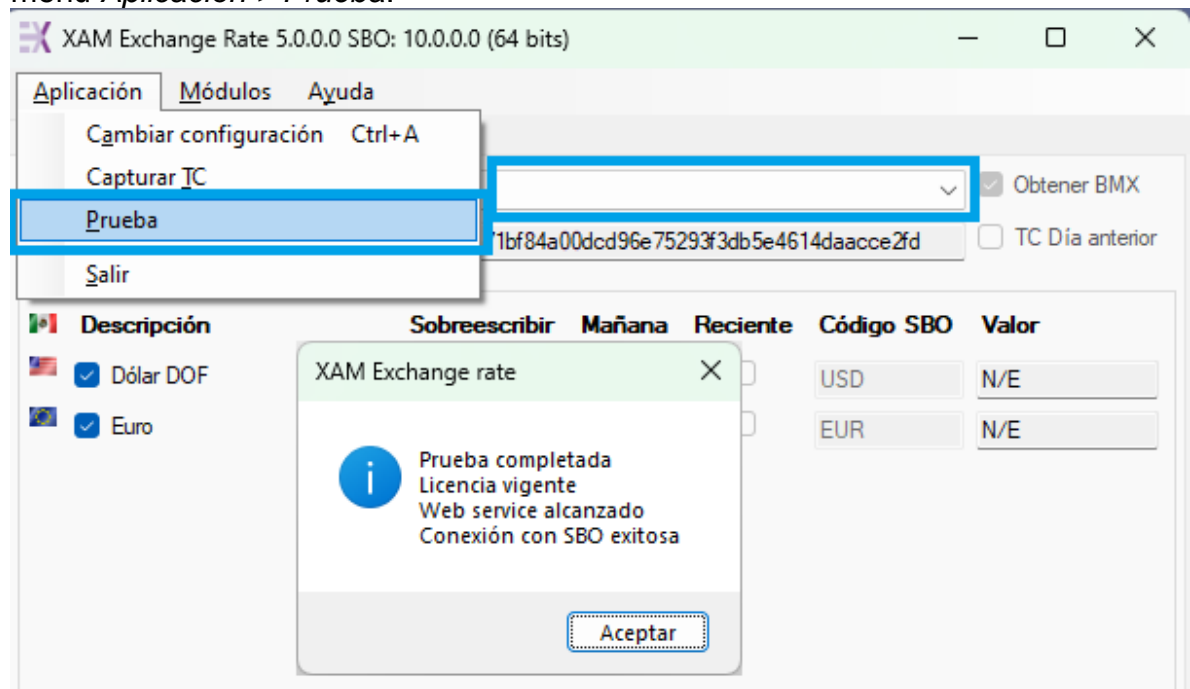 XAM Exchange Rate 5.0.0.0 SBO: 10.0.0.0 (64 bits)
Aplicación Módulos Ayuda
Cambiar configuración Ctrl+A
Capturar TC
Obtener BMX
Prueba
71bf84a00dcd96e75293f3db5e4614daacce2fd
TC Día anterior
Salir
Descripción Sobreescribir Mañana Reciente Código SBO Valor
Dólar DOF USD N/E
Euro EUR N/E
XAM Exchange rate
Prueba completada
Licencia vigente
Web service alcanzado
Conexión con SBO exitosa
Aceptar